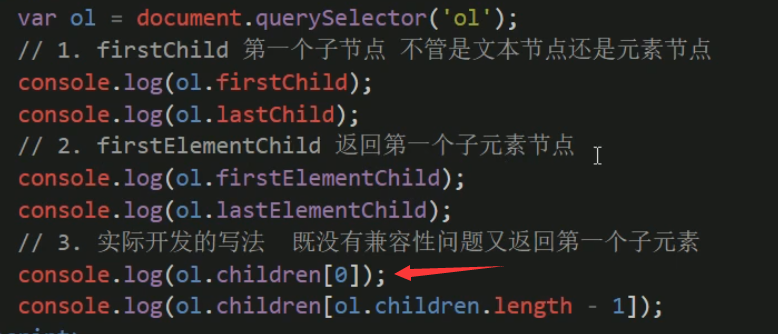 var ol = document.querySelector('ol');
// 1. firstChild 第一个子节点 不管是文本节点还是元素节点
console.log(ol.firstChild);
console.log(ol.lastChild);
// 2. firstElementChild 返回第一个子元素节点
console.log(ol.firstElementChild);
console.log(ol.lastElementChild);
// 3. 实际开发的写法  既没有兼容性问题又返回第一个子元素
console.log(ol.children[0]);
console.log(ol.children[ol.children.length - 1]);